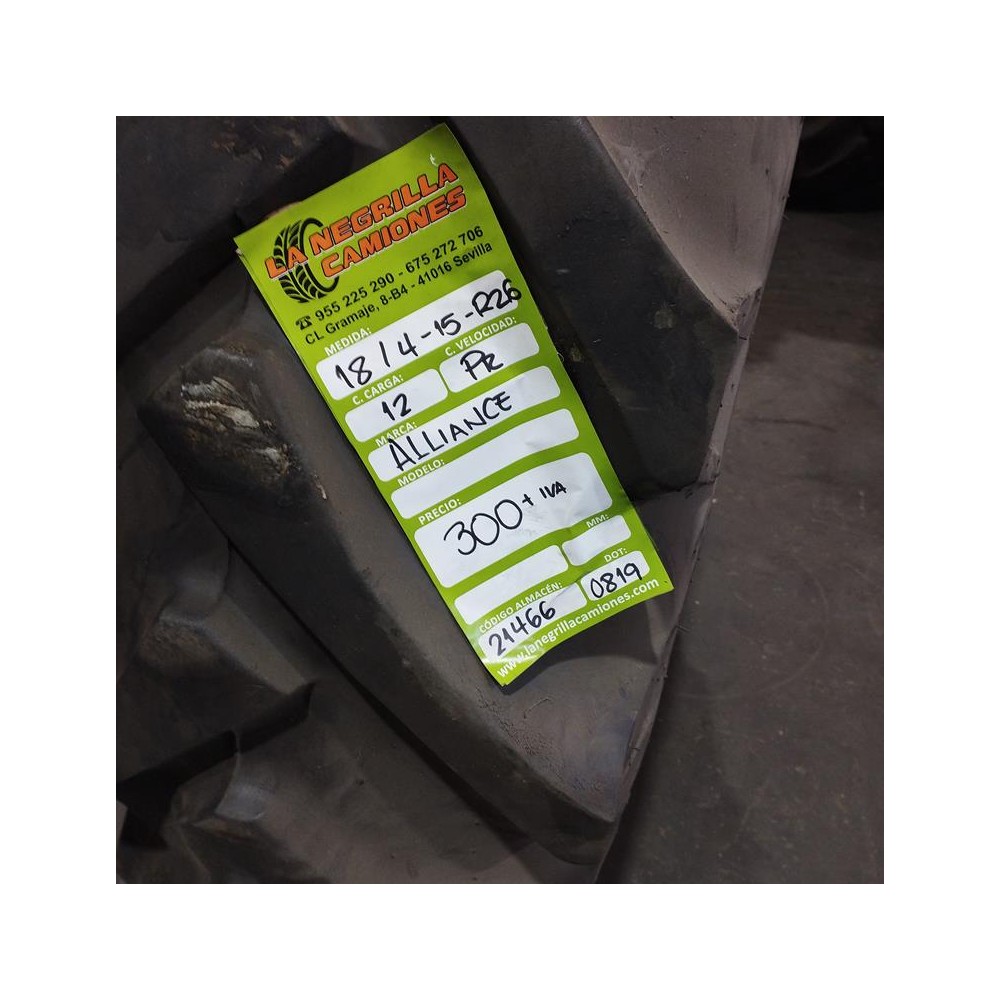 LA NEGRILLA
CAMIONES
☎ 955 225 290 - 675 272 706
CL. Gramaje, 8-B4 - 41016 Sevilla
MEDIDA:
18/4-15-R26
C. CARGA: C. VELOCIDAD:
12 PR
MARCA:
ALLIANCE
MODELO:
PRECIO:
300 + IVA
MM:
CÓDIGO ALMACÉN: DOT:
21466 0819
www.lanegrillacamiones.com